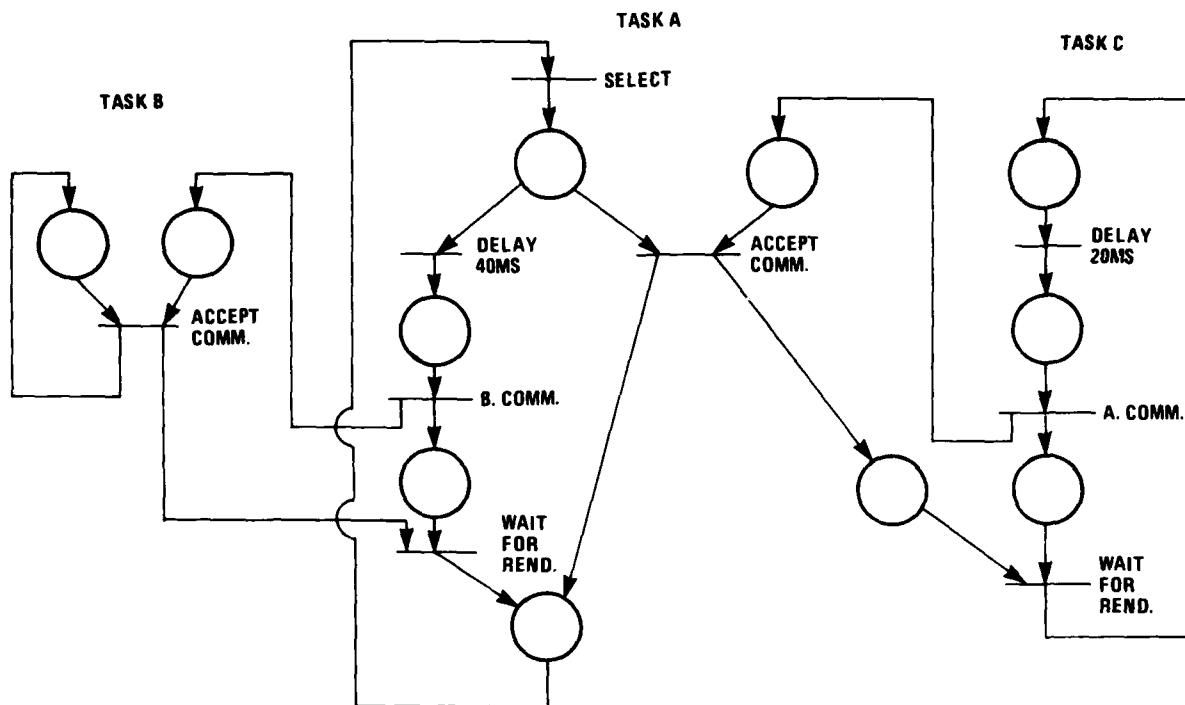 TASK A
TASK C
TASK B
SELECT
DELAY
40MS
ACCEPT
COMM.
DELAY
20MS
ACCEPT
COMM.
B. COMM.
A. COMM.
WAIT
FOR
REND.
WAIT
FOR
REND.